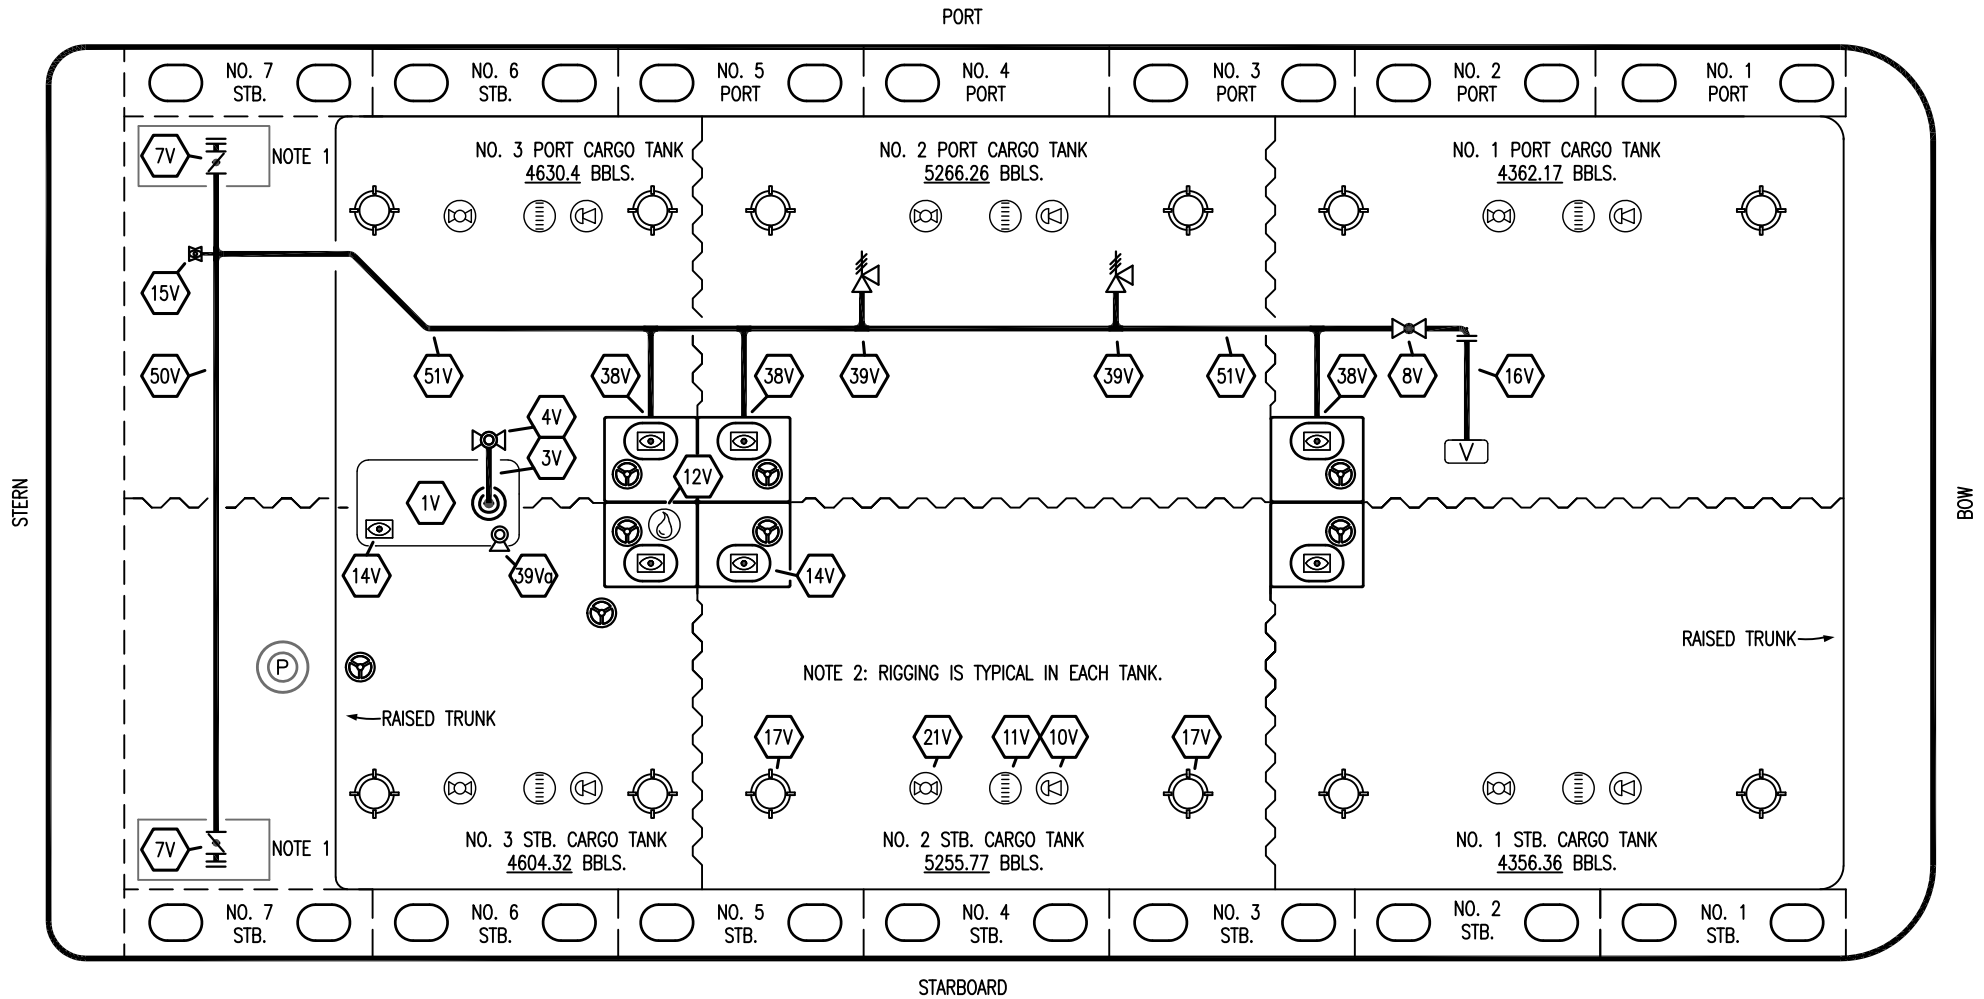 PORT
NO. 7
STB.
NO. 6
STB.
NO. 5
PORT
NO. 4
PORT
NO. 3
PORT
NO. 2
PORT
NO. 1
PORT
7V
NOTE 1
NO. 3 PORT CARGO TANK
4630.4 BBLS.
NO. 2 PORT CARGO TANK
5266.26 BBLS.
NO. 1 PORT CARGO TANK
4362.17 BBLS.
15V
50V
51V
38V
38V
39V
39V
51V
38V
8V
16V
4V
3V
V
12V
1V
STERN
BOW
14V
39Va
14V
RAISED TRUNK
P
NOTE 2: RIGGING IS TYPICAL IN EACH TANK.
RAISED TRUNK
17V
21V
11V
10V
17V
7V
NOTE 1
NO. 3 STB. CARGO TANK
4604.32 BBLS.
NO. 2 STB. CARGO TANK
5255.77 BBLS.
NO. 1 STB. CARGO TANK
4356.36 BBLS.
NO. 7
STB.
NO. 6
STB.
NO. 5
STB.
NO. 4
STB.
NO. 3
STB.
NO. 2
STB.
NO. 1
STB.
STARBOARD